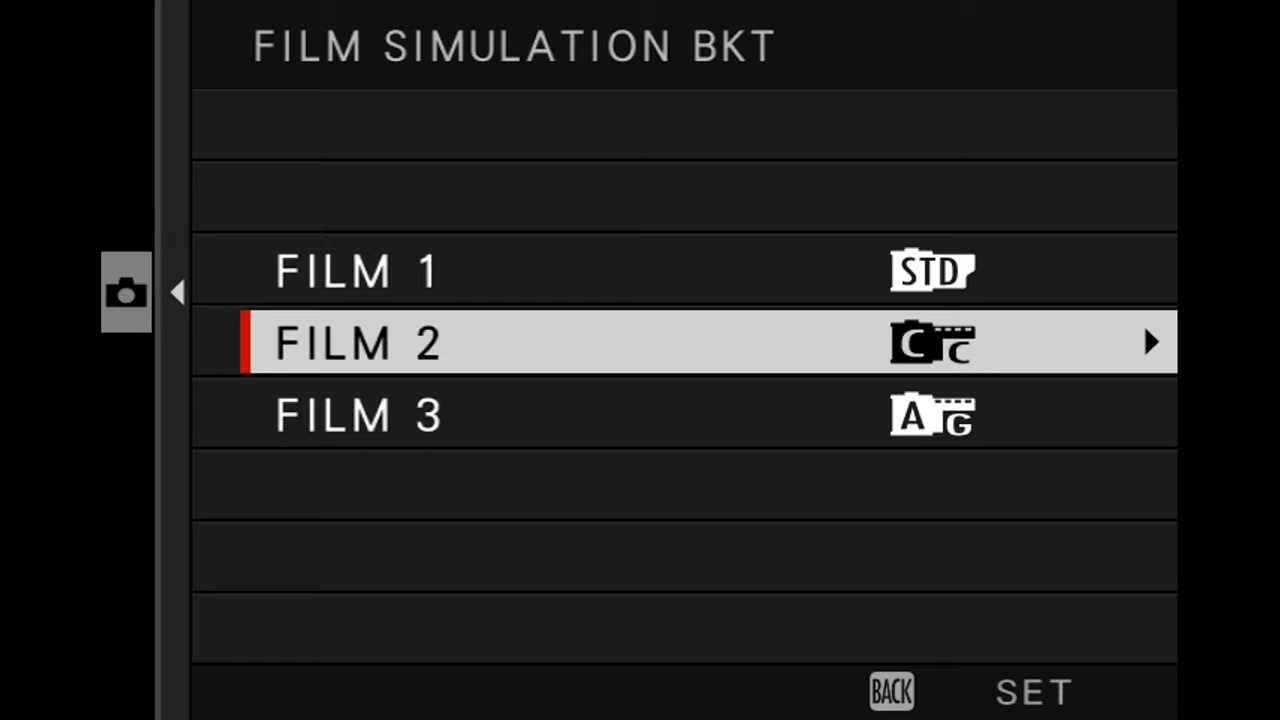 FILM SIMULATION BKT
FILM 1 STD
FILM 2 C C
FILM 3 A G
BACK SET